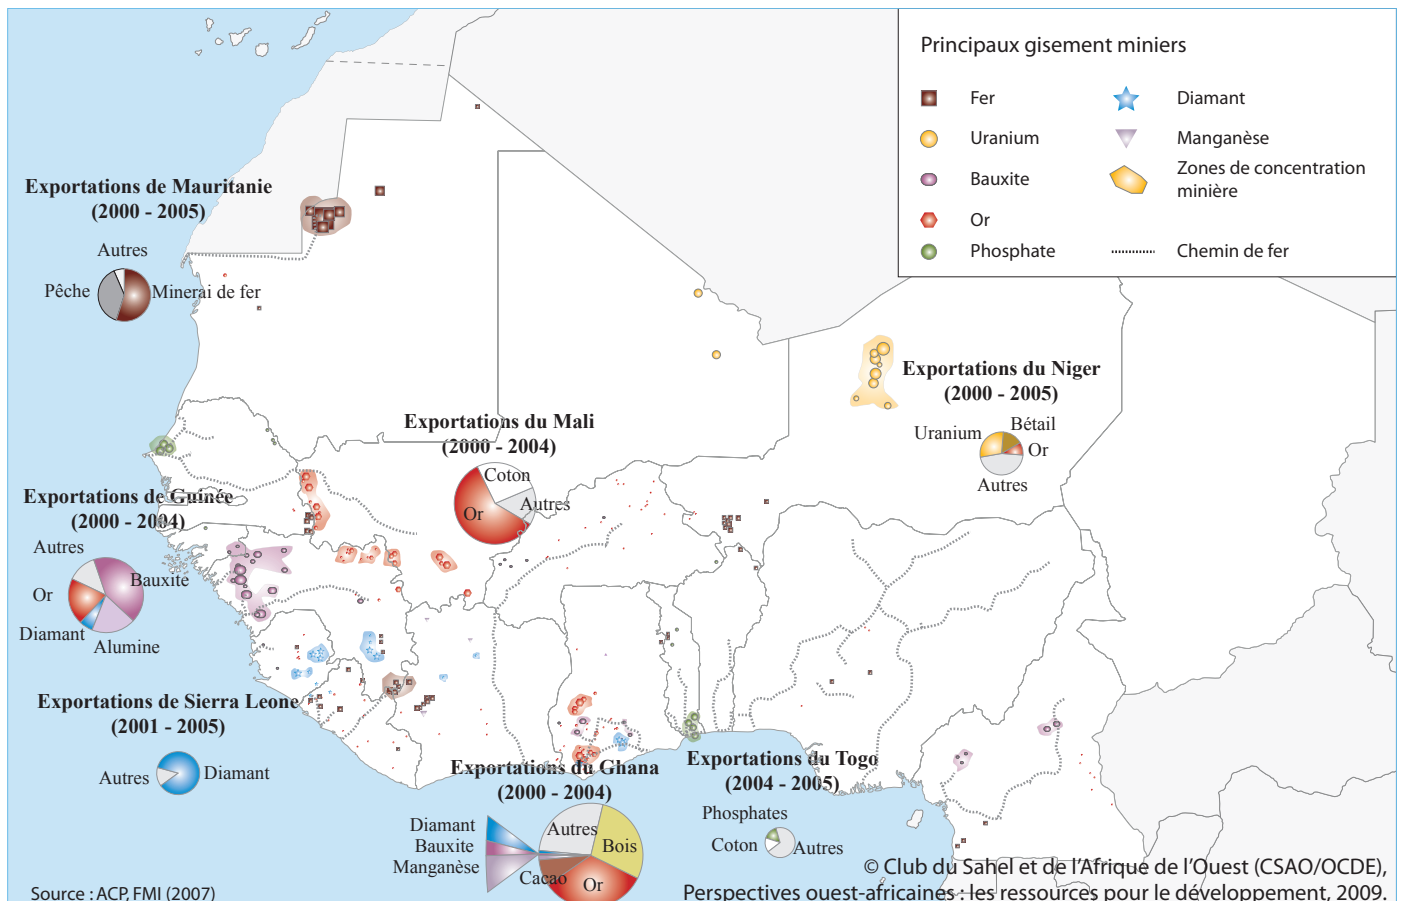 Principaux gisement miniers
Fer
Uranium
Bauxite
Or
Phosphate
Diamant
Manganèse
Zones de concentration
minière
Chemin de fer
Exportations de Mauritanie
(2000 - 2005)
Autres
Pêche
Minerai de fer
Exportations du Niger
(2000 - 2005)
Uranium
Bétail
Or
Autres
Exportations du Mali
(2000 - 2004)
Coton
Autres
Or
Exportations de Guinée
(2000 - 2004)
Autres
Bauxite
Or
Diamant
Alumine
Exportations de Sierra Leone
(2001 - 2005)
Autres
Diamant
Exportations du Ghana
(2000 - 2004)
Diamant
Bauxite
Manganèse
Autres
Bois
Cacao
Or
Exportations du Togo
(2004 - 2005)
Phosphates
Coton
Autres
Source : ACP, FMI (2007)
© Club du Sahel et de l'Afrique de l'Ouest (CSAO/OCDE),
Perspectives ouest-africaines : les ressources pour le développement, 2009.